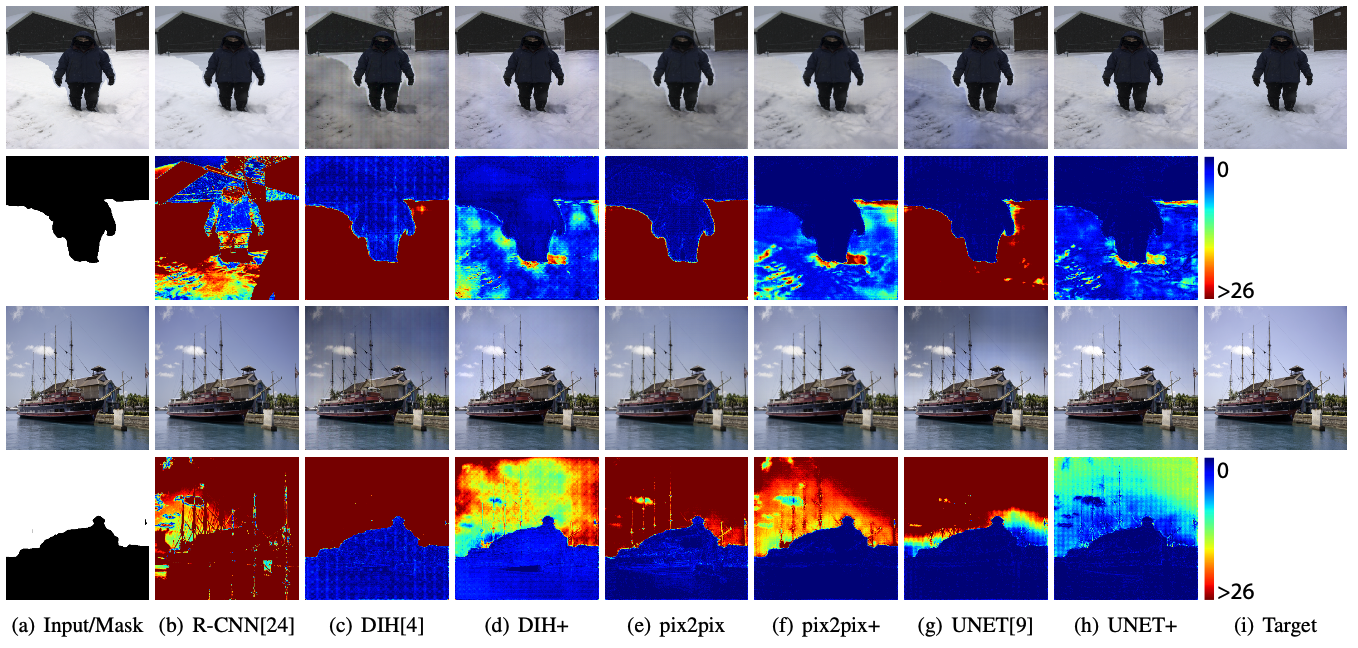 0
>26
0
>26
(a) Input/Mask (b) R-CNN[24] (c) DIH[4] (d) DIH+ (e) pix2pix (f) pix2pix+ (g) UNET[9] (h) UNET+ (i) Target